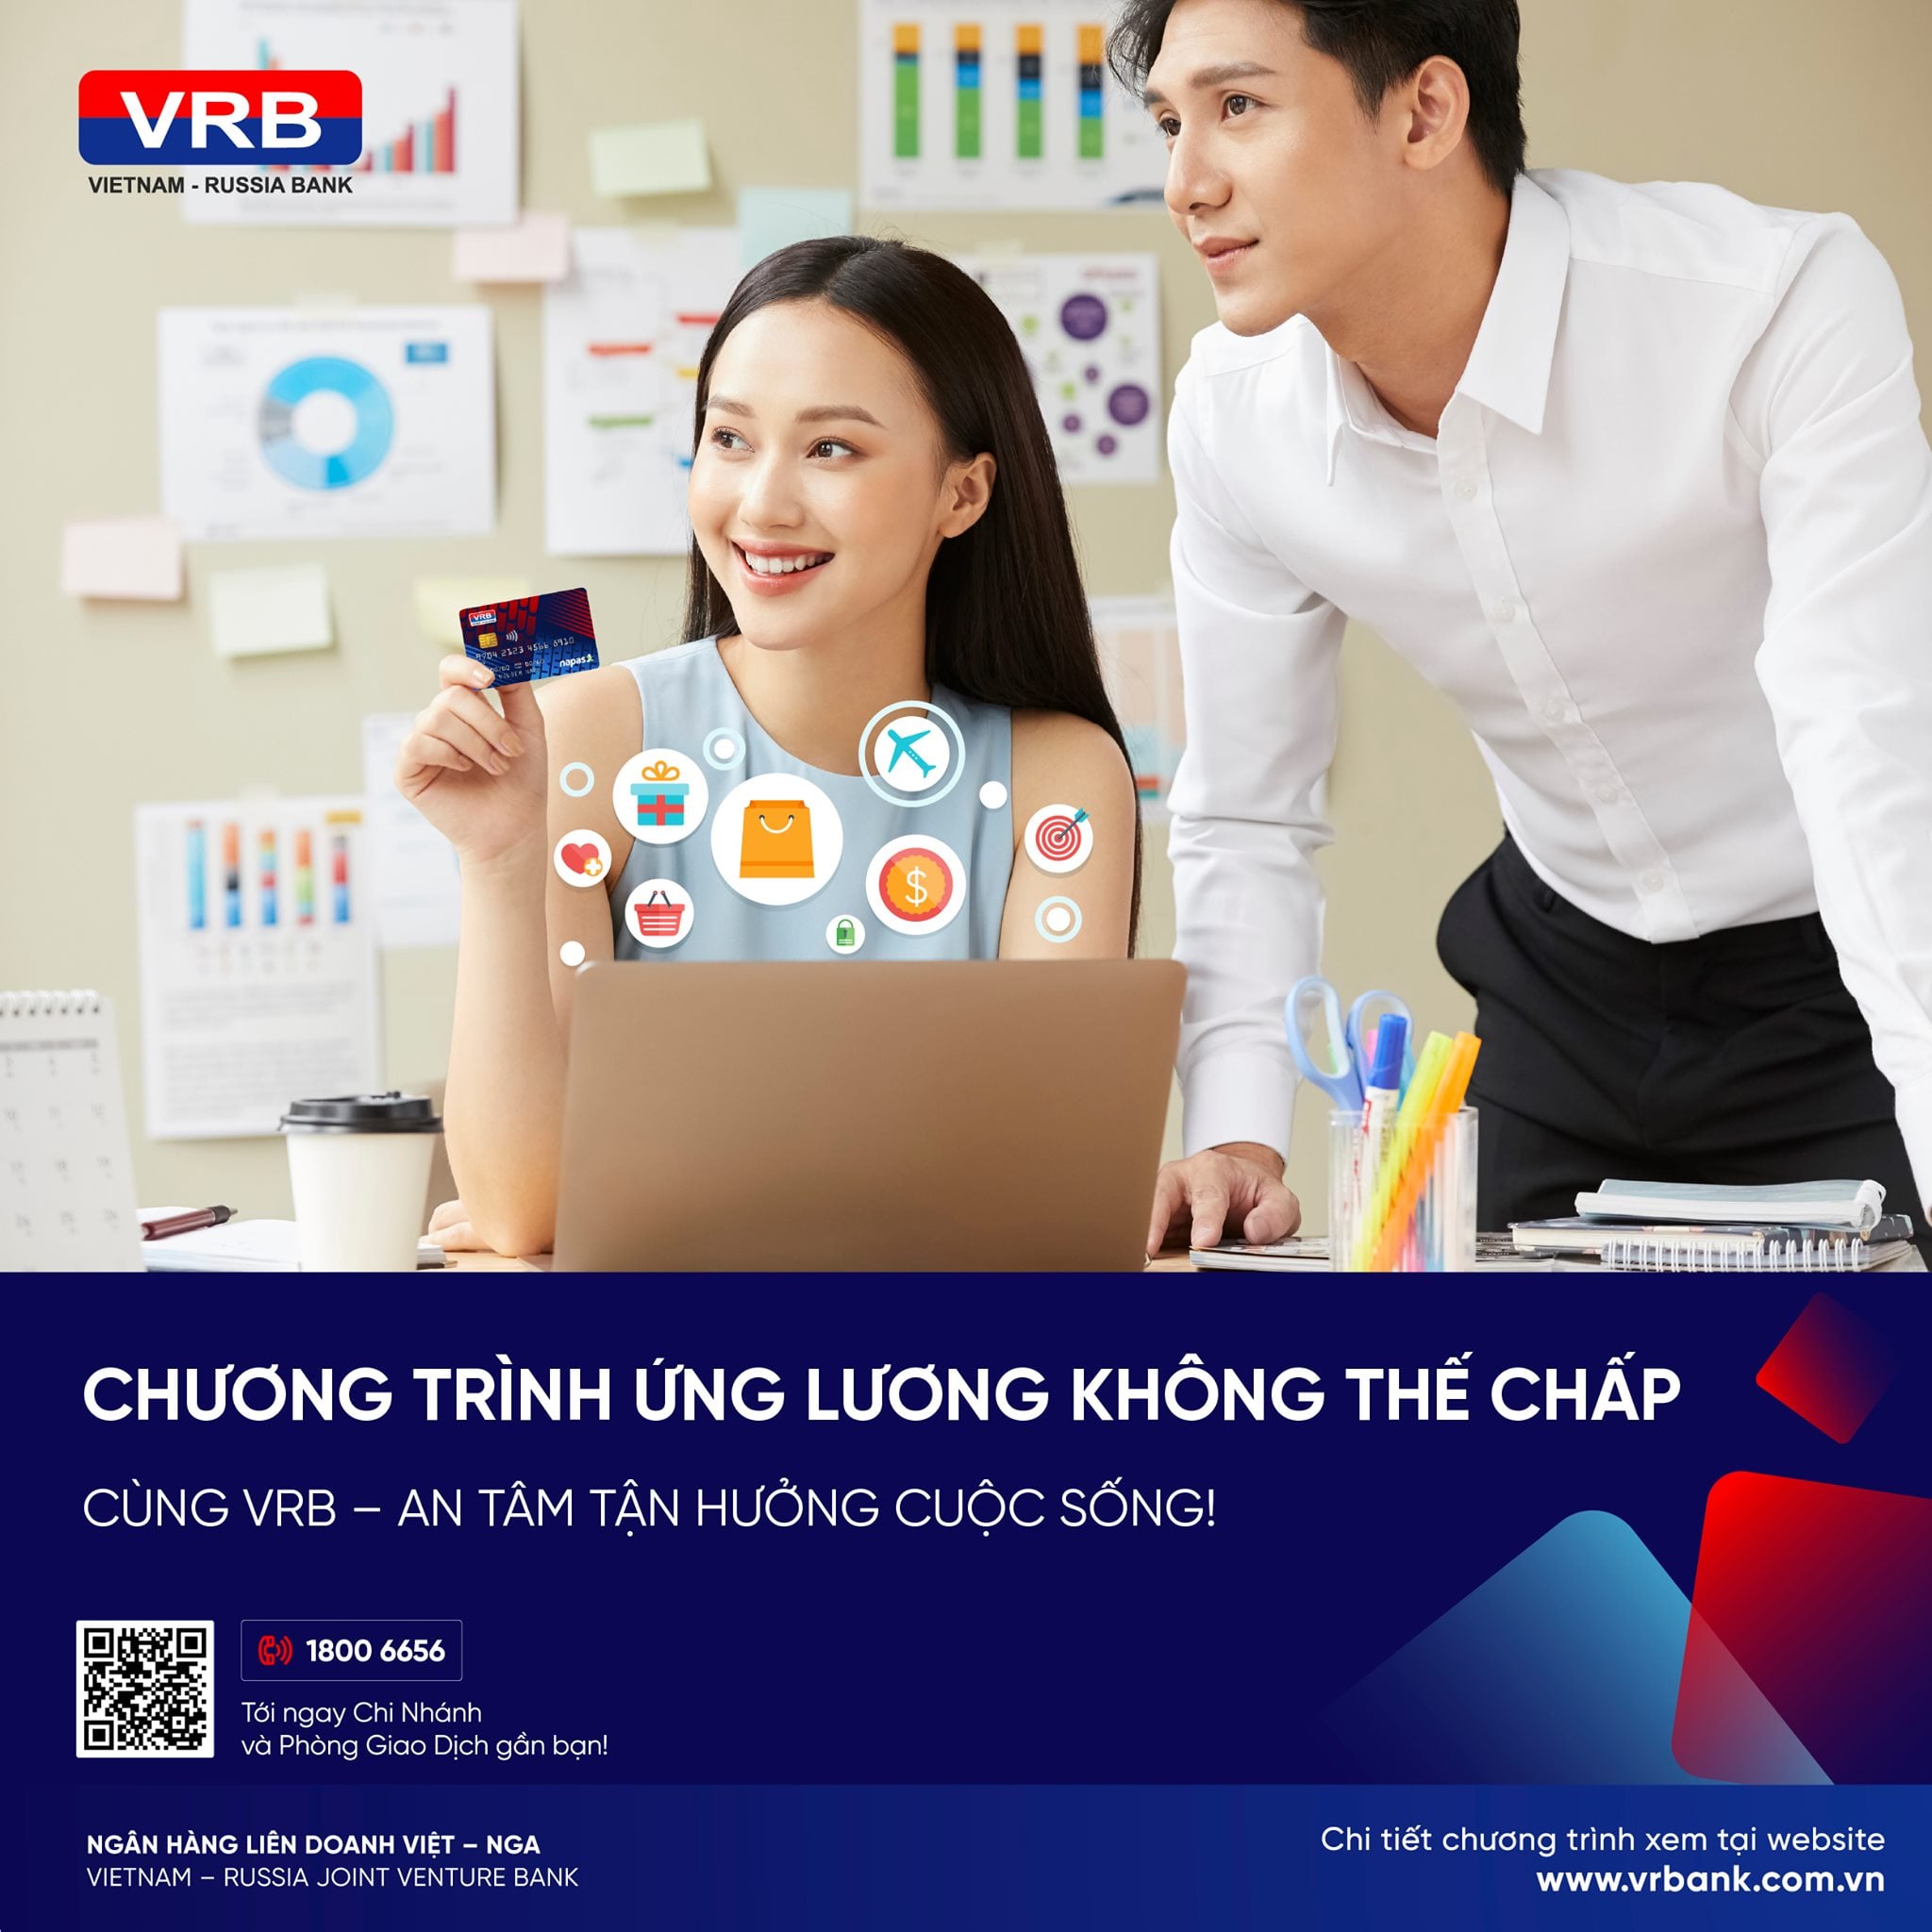 VRB
VIETNAM - RUSSIA BANK
VRB
napas
CHƯƠNG TRÌNH ỨNG LƯƠNG KHÔNG THẾ CHẤP
CÙNG VRB – AN TÂM TẬN HƯỞNG CUỘC SỐNG!
1800 6656
Tới ngay Chi Nhánh
và Phòng Giao Dịch gần bạn!
NGÂN HÀNG LIÊN DOANH VIỆT – NGA
VIETNAM – RUSSIA JOINT VENTURE BANK
Chi tiết chương trình xem tại website
www.vrbank.com.vn